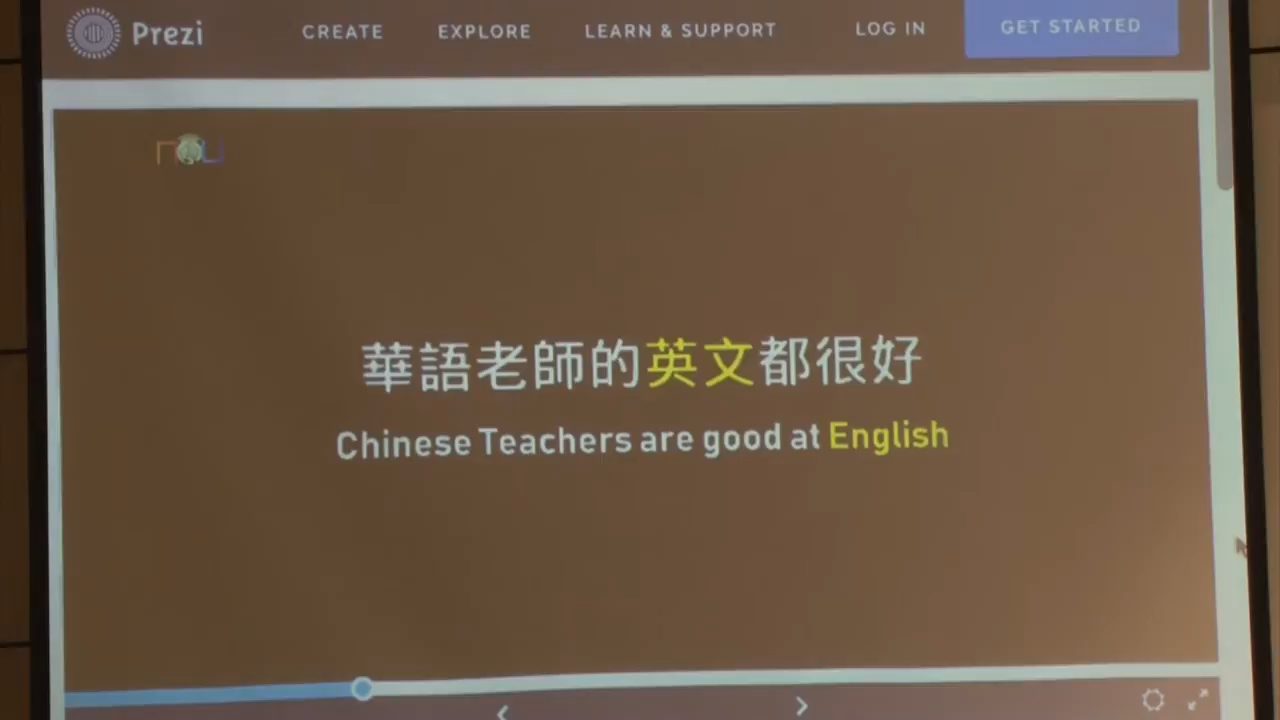 Prezi CREATE EXPLORE LEARN & SUPPORT LOG IN GET STARTED
nou
華語老師的英文都很好
Chinese Teachers are good at English